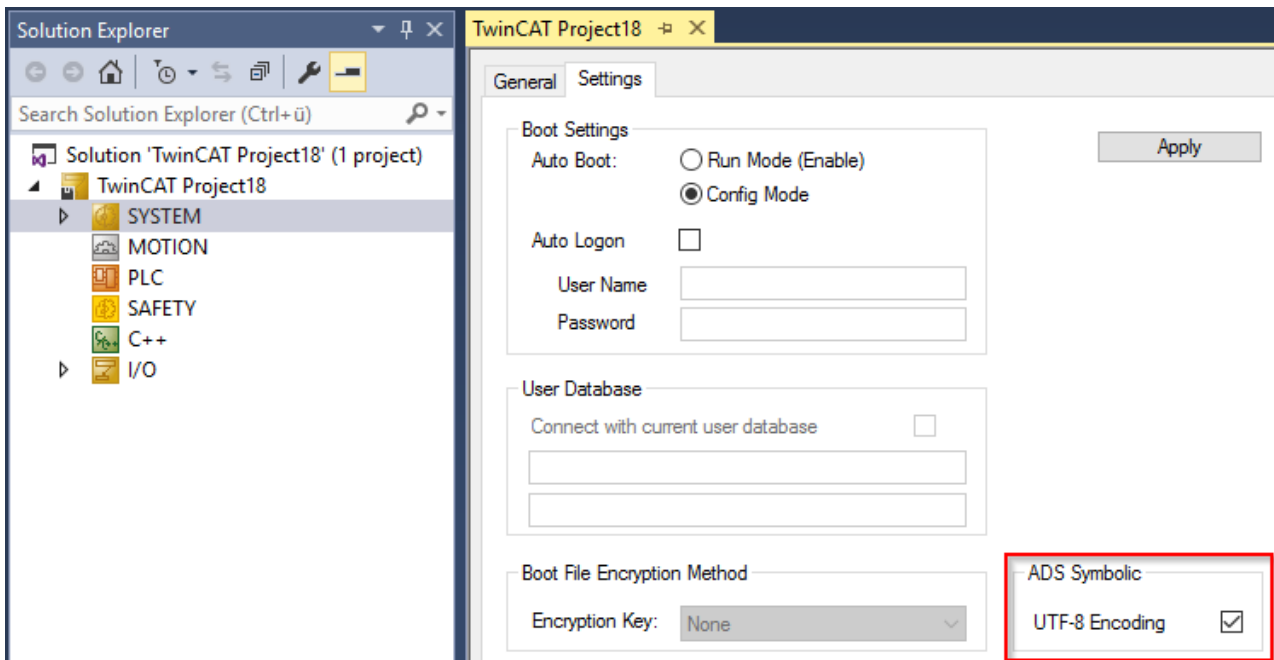 Solution Explorer
Search Solution Explorer (Ctrl+ü)
Solution 'TwinCAT Project18' (1 project)
TwinCAT Project18
SYSTEM
MOTION
PLC
SAFETY
C++
I/O
TwinCAT Project18
General Settings
Boot Settings
Auto Boot: Run Mode (Enable)
Config Mode
Apply
Auto Logon
User Name
Password
User Database
Connect with current user database
Boot File Encryption Method
Encryption Key: None
ADS Symbolic
UTF-8 Encoding